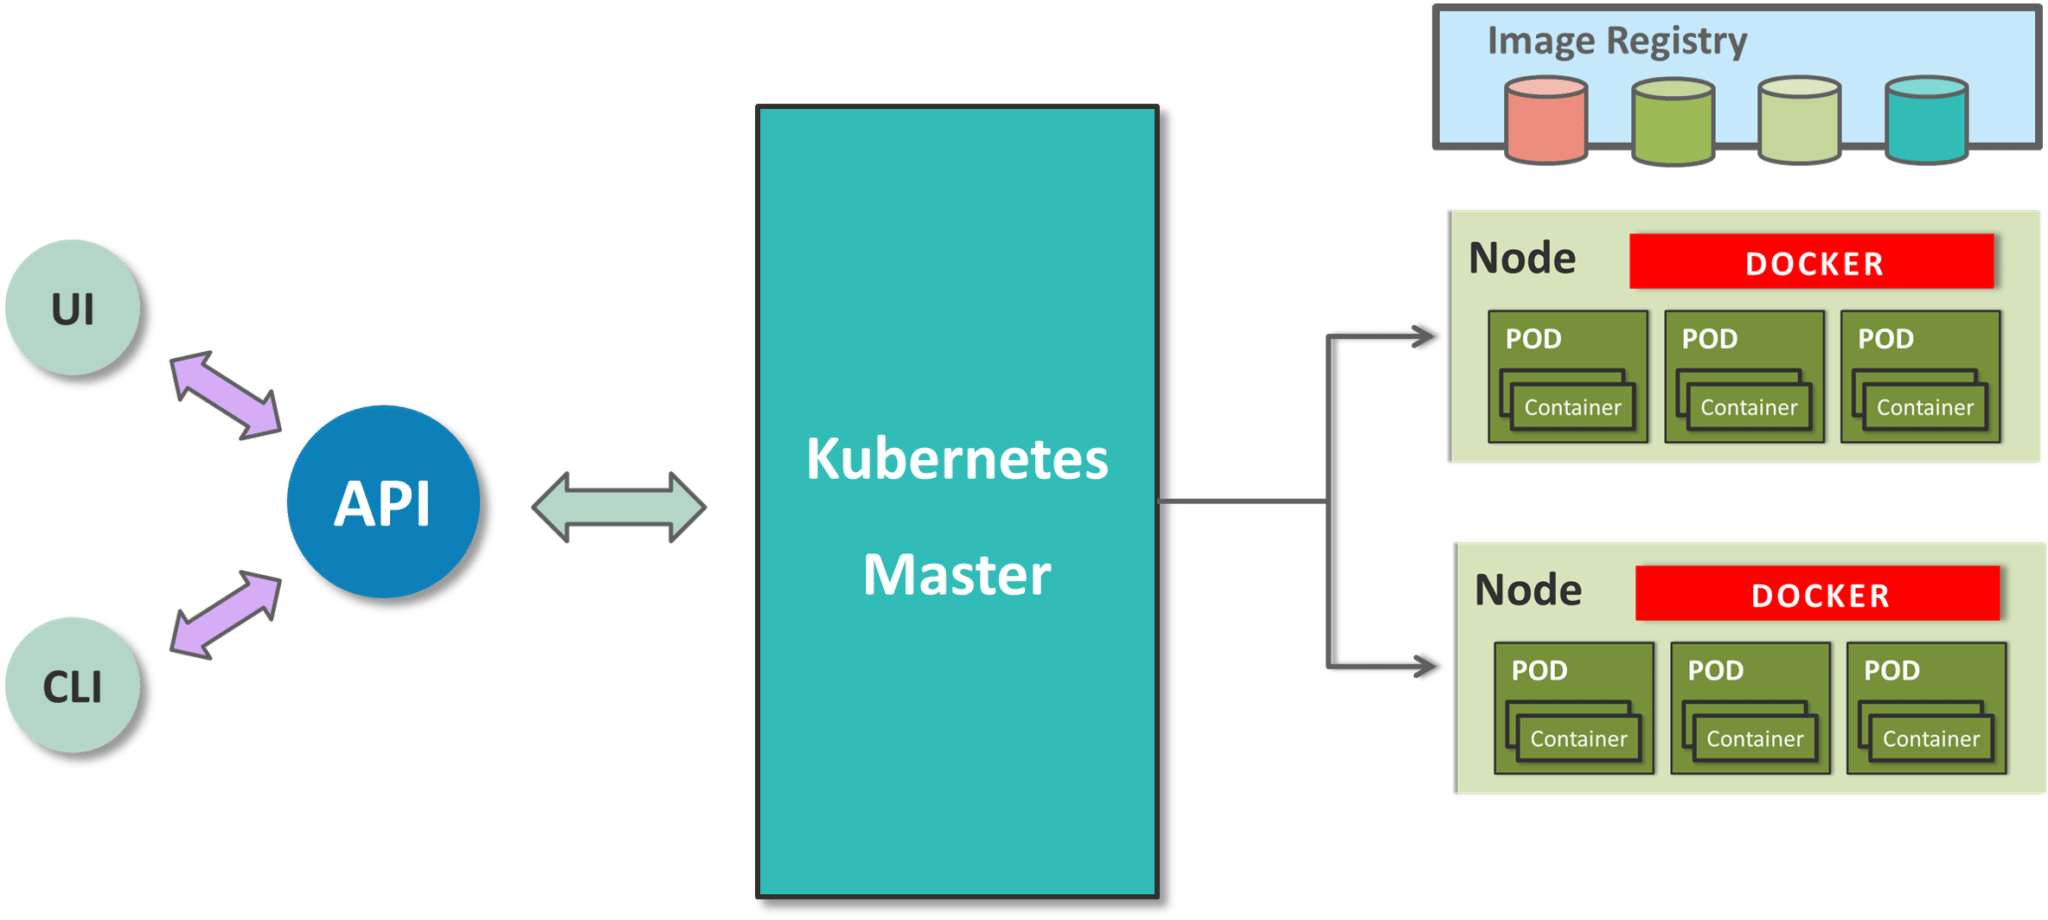 Image Registry
UI
API
CLI
Kubernetes
Master
Node
DOCKER
POD
Container
POD
Container
POD
Container
Node
DOCKER
POD
Container
POD
Container
POD
Container